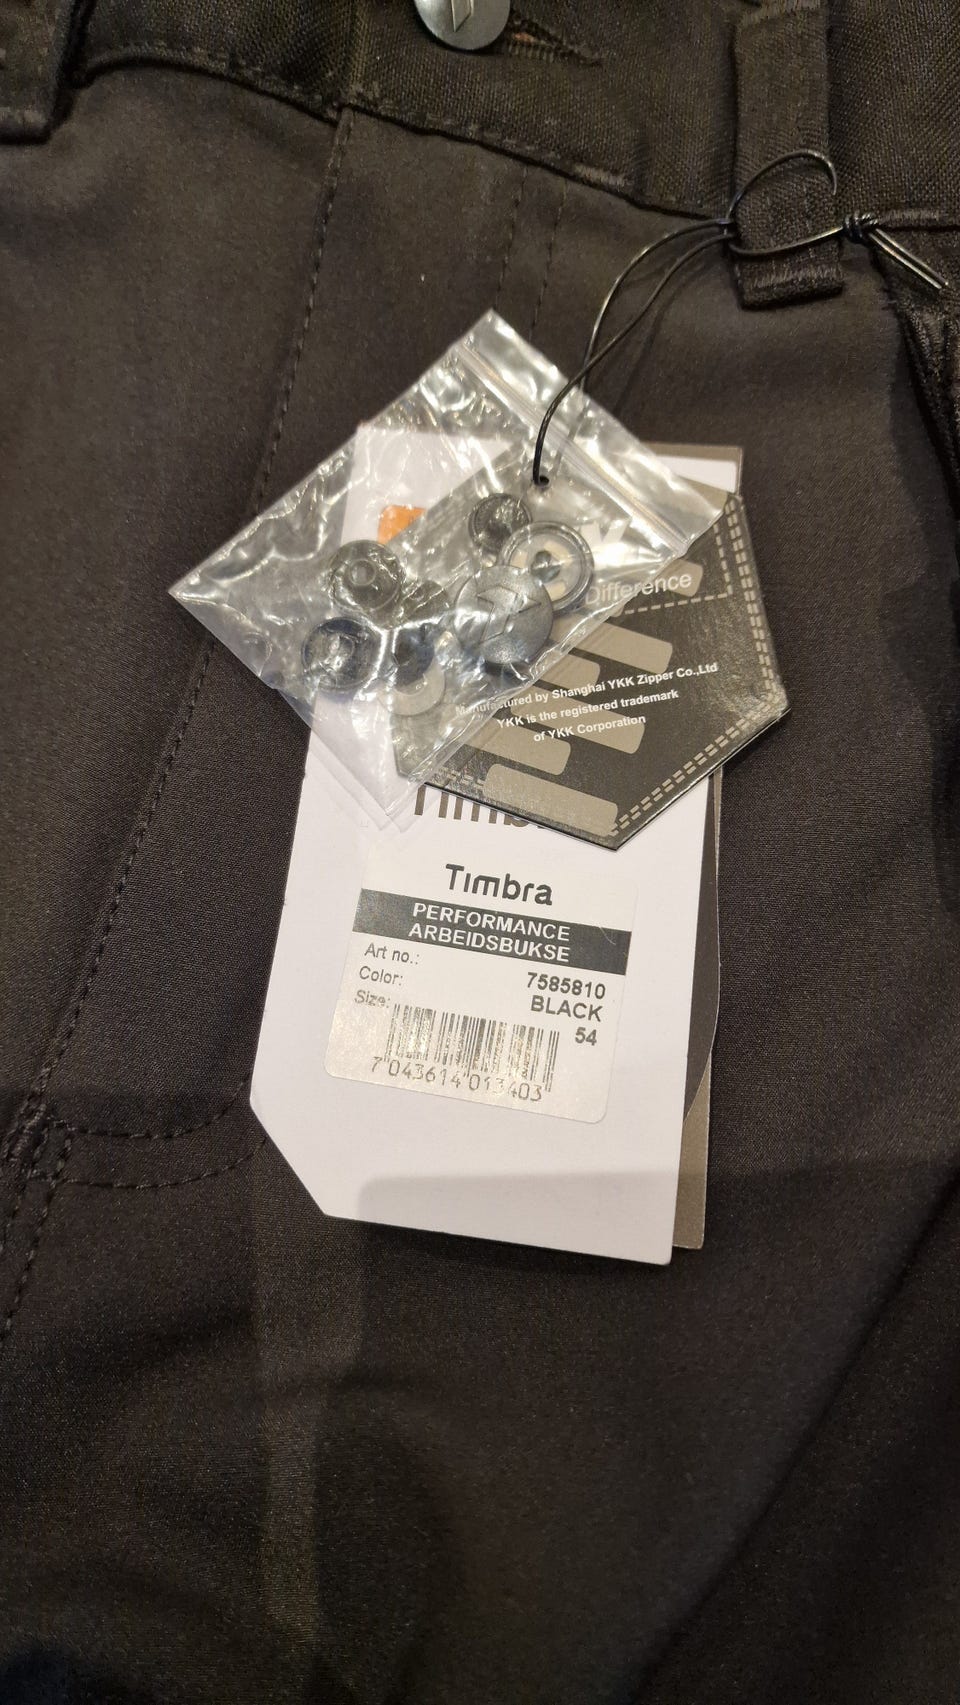 Difference
Manufactured by Shanghai YKK Zipper Co.,Ltd
YKK is the registered trademark
of YKK Corporation
Timbra
PERFORMANCE
ARBEIDSBUKSE
Art no.: 7585810
Color: BLACK
Size: 54
7 043614 013403